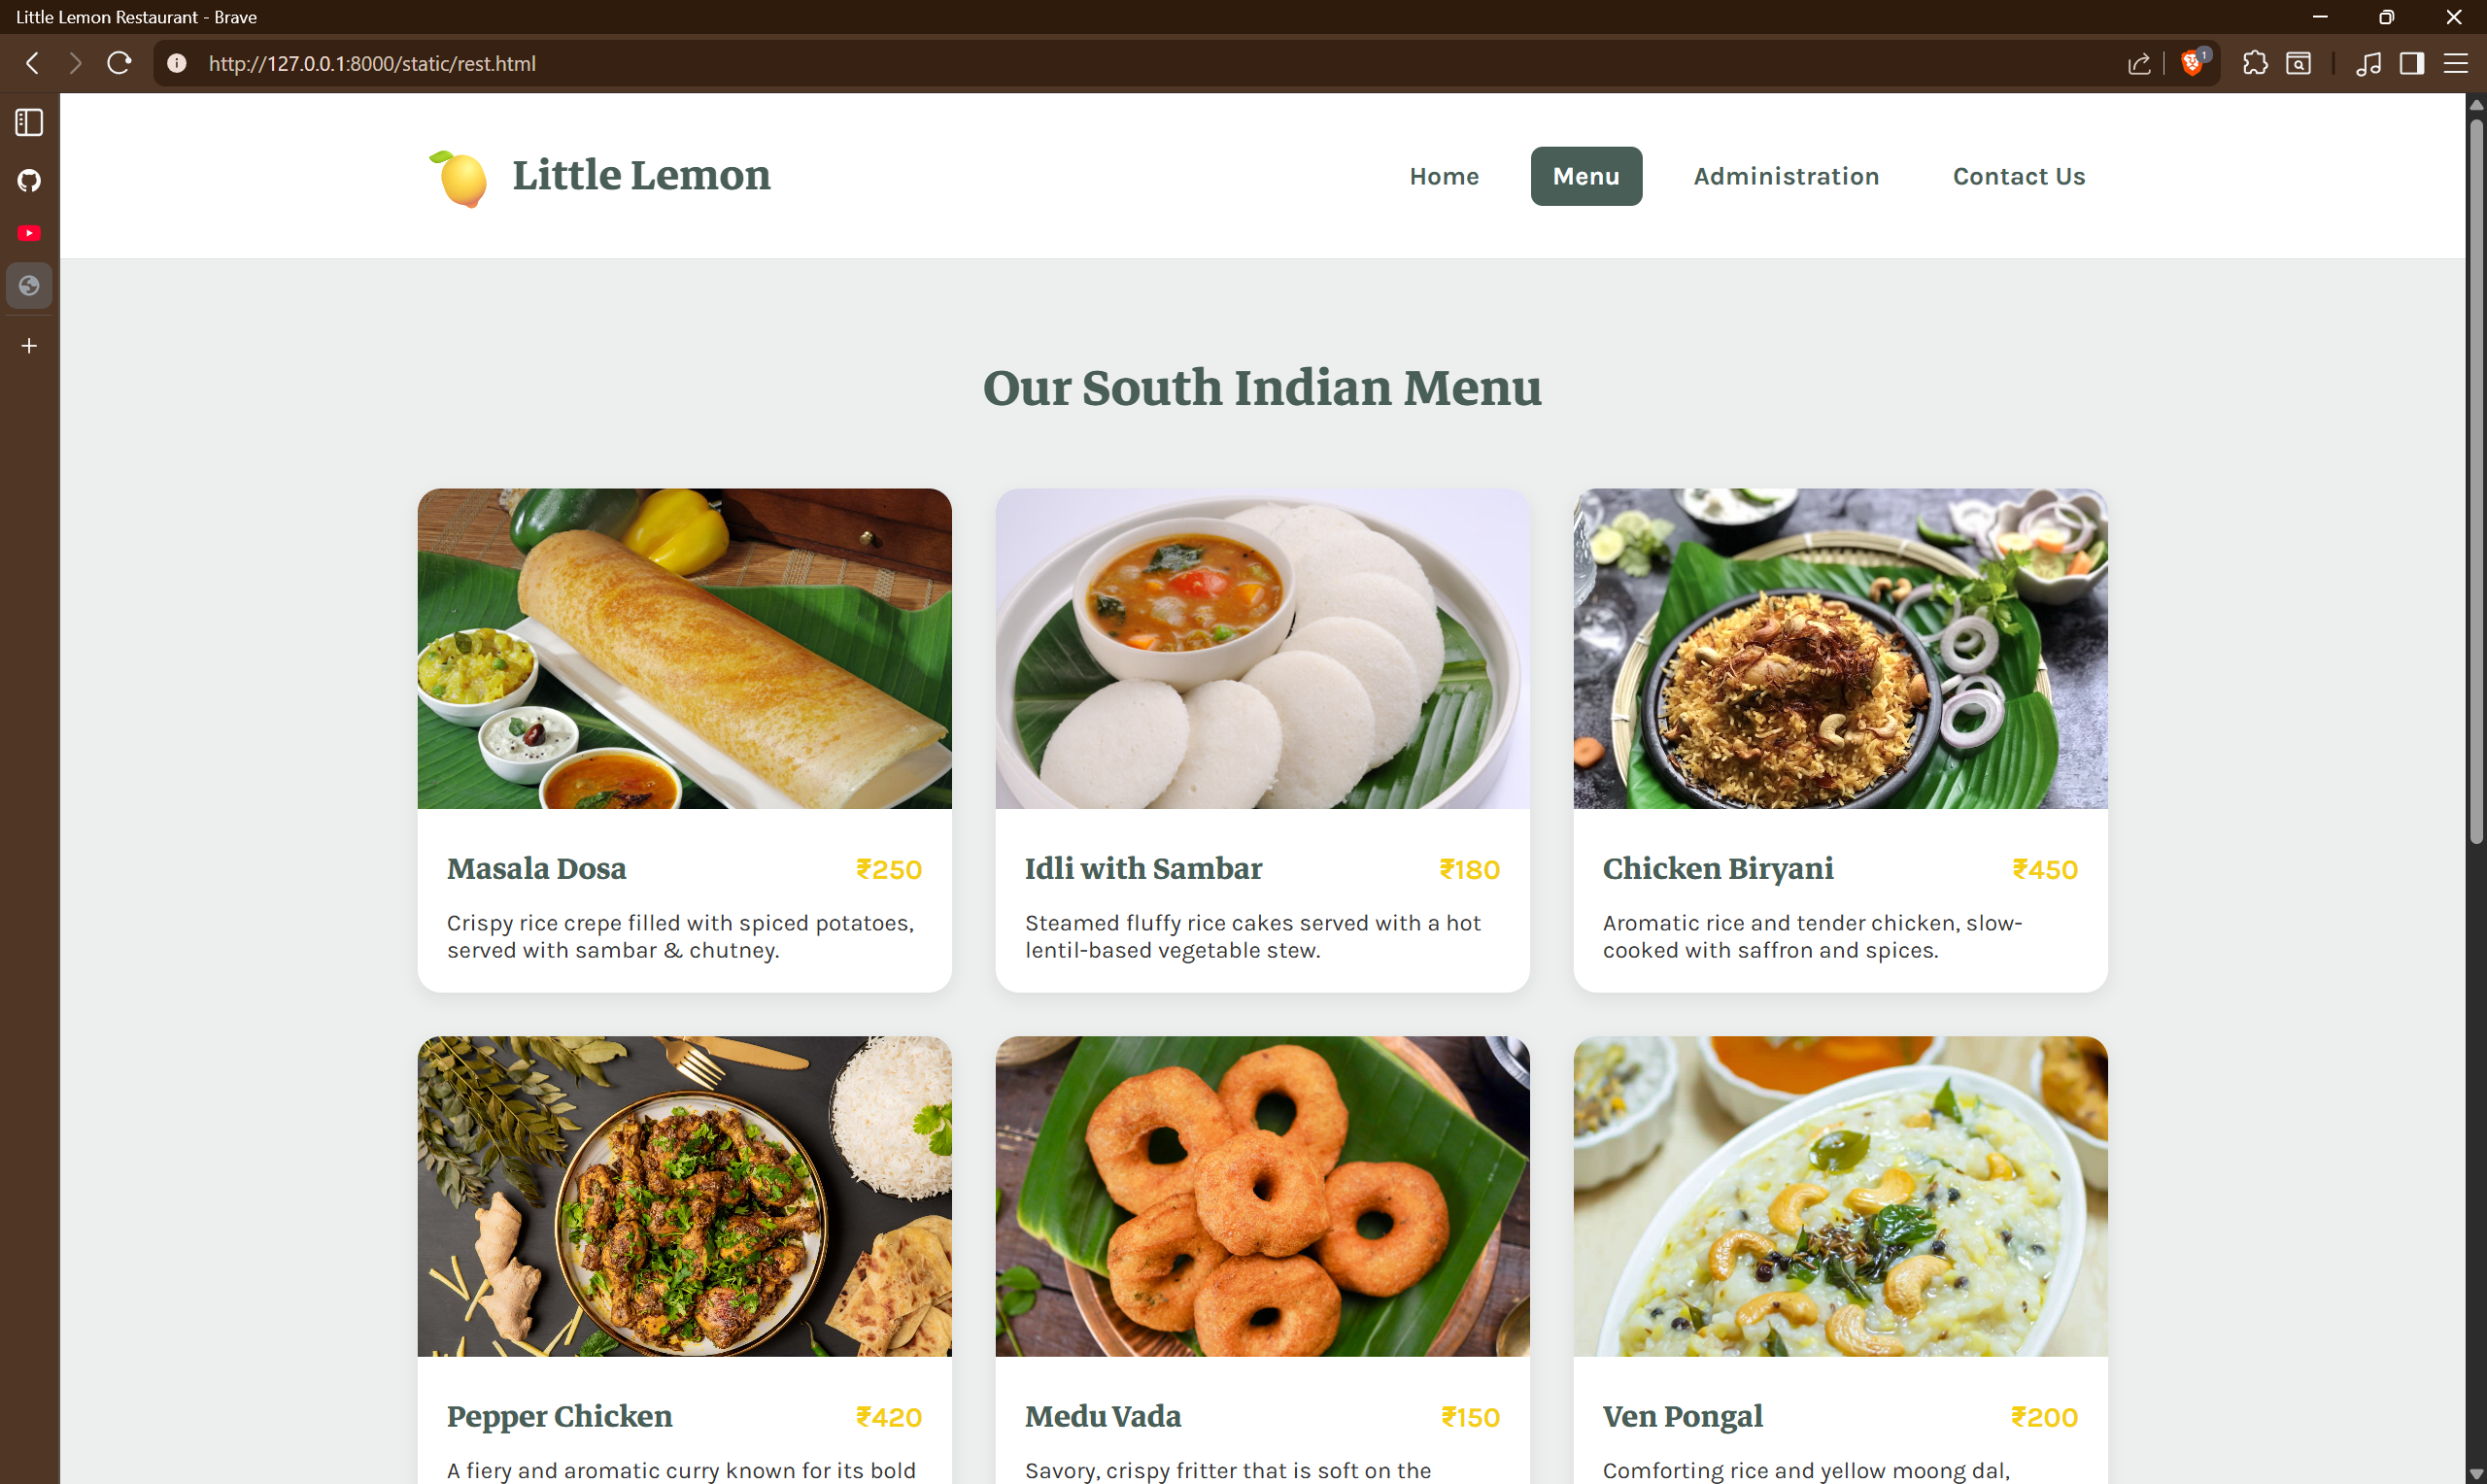 Little Lemon Restaurant - Brave
http://127.0.0.1:8000/static/rest.html
1
Little Lemon
Home
Menu
Administration
Contact Us
Our South Indian Menu
Masala Dosa
₹250
Crispy rice crepe filled with spiced potatoes,
served with sambar & chutney.
Idli with Sambar
₹180
Steamed fluffy rice cakes served with a hot
lentil-based vegetable stew.
Chicken Biryani
₹450
Aromatic rice and tender chicken, slow-
cooked with saffron and spices.
Pepper Chicken
₹420
A fiery and aromatic curry known for its bold
Medu Vada
₹150
Savory, crispy fritter that is soft on the
Ven Pongal
₹200
Comforting rice and yellow moong dal,